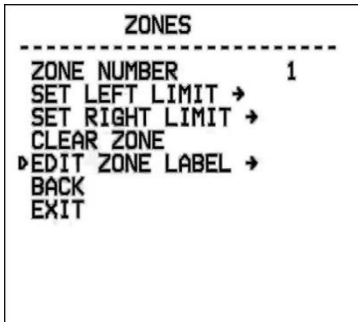 ZONES
-----------------------
ZONE NUMBER 1
SET LEFT LIMIT →
SET RIGHT LIMIT →
CLEAR ZONE
▷EDIT ZONE LABEL →
BACK
EXIT